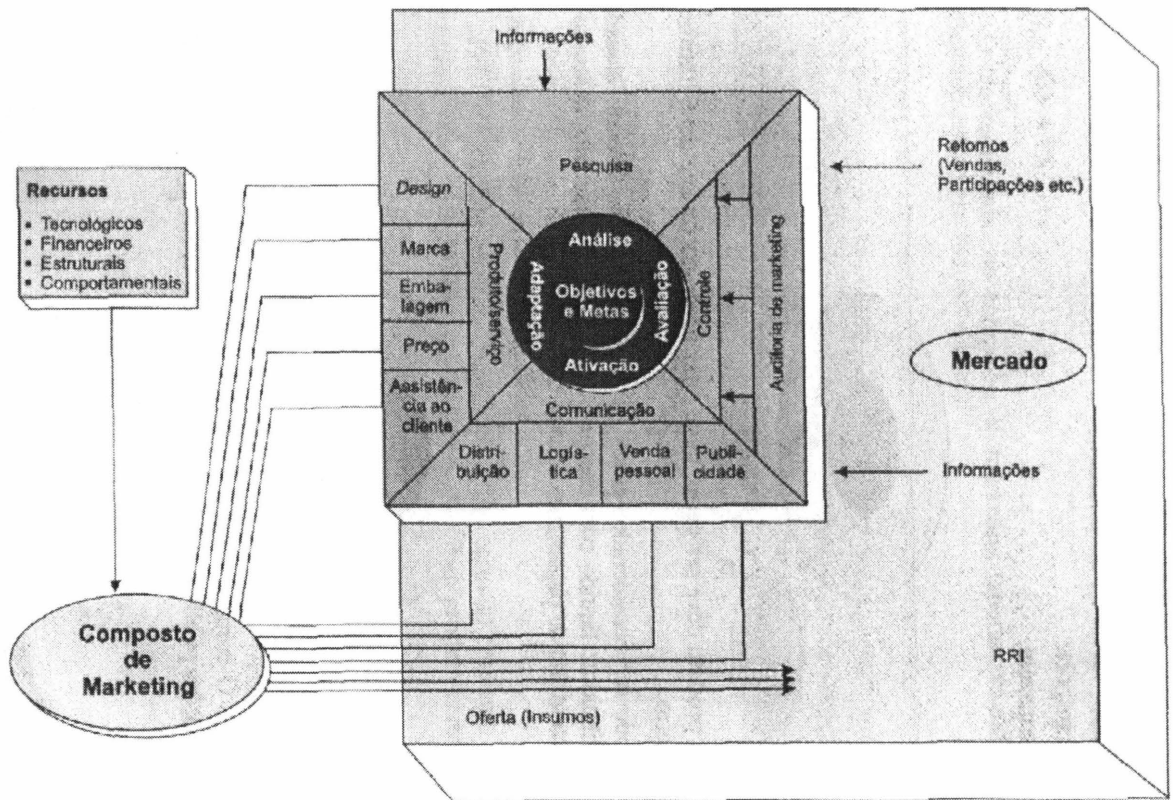 Informações
Retornos
(Vendas,
Participações etc.)
Recursos
• Tecnológicos
• Financeiros
• Estruturais
• Comportamentais
Pesquisa
Design
Marca
Emba-
lagem
Preço
Assistên-
cia ao
cliente
Produto/serviço
Análise
Adaptação
Objetivos
e Metas
Avaliação
Ativação
Controle
Auditoria de marketing
Comunicação
Distri-
buição
Logís-
tica
Venda
pessoal
Publi-
cidade
Mercado
Informações
Composto
de
Marketing
RRI
Oferta (Insumos)